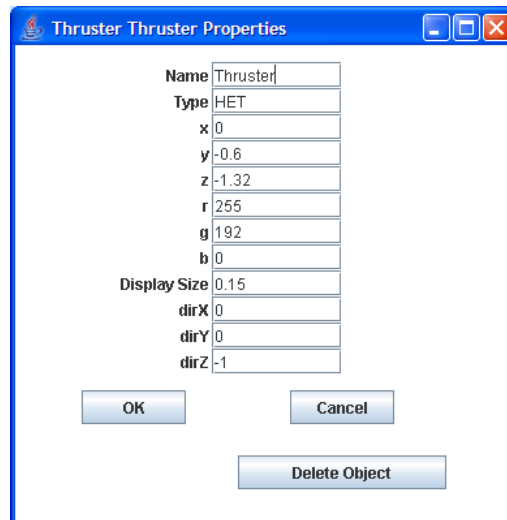 Thruster Thruster Properties
Name Thruster
Type HET
x 0
y -0.6
z -1.32
r 255
g 192
b 0
Display Size 0.15
dirX 0
dirY 0
dirZ -1
OK Cancel
Delete Object